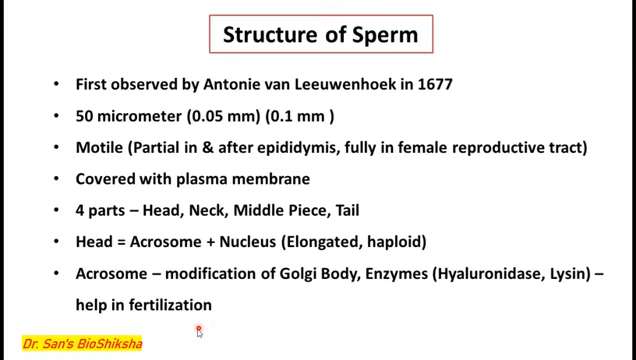 Structure of Sperm
• First observed by Antonie van Leeuwenhoek in 1677
• 50 micrometer (0.05 mm) (0.1 mm )
• Motile (Partial in & after epididymis, fully in female reproductive tract)
• Covered with plasma membrane
• 4 parts – Head, Neck, Middle Piece, Tail
• Head = Acrosome + Nucleus (Elongated, haploid)
• Acrosome – modification of Golgi Body, Enzymes (Hyaluronidase, Lysin) –
help in fertilization
Dr. San's BioShiksha